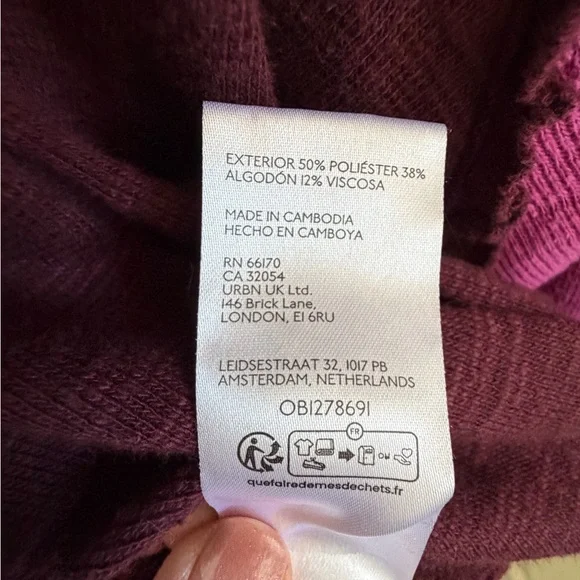 EXTERIOR 50% POLIÉSTER 38%
ALGODÓN 12% VISCOSA
MADE IN CAMBODIA
HECHO EN CAMBOYA
RN 66170
CA 32054
URBN UK Ltd.
146 Brick Lane,
LONDON, E1 6RU
LEIDSESTRAAT 32, 1017 PB
AMSTERDAM, NETHERLANDS
OB1278691
FR
OU
quefairedemesdechets.fr